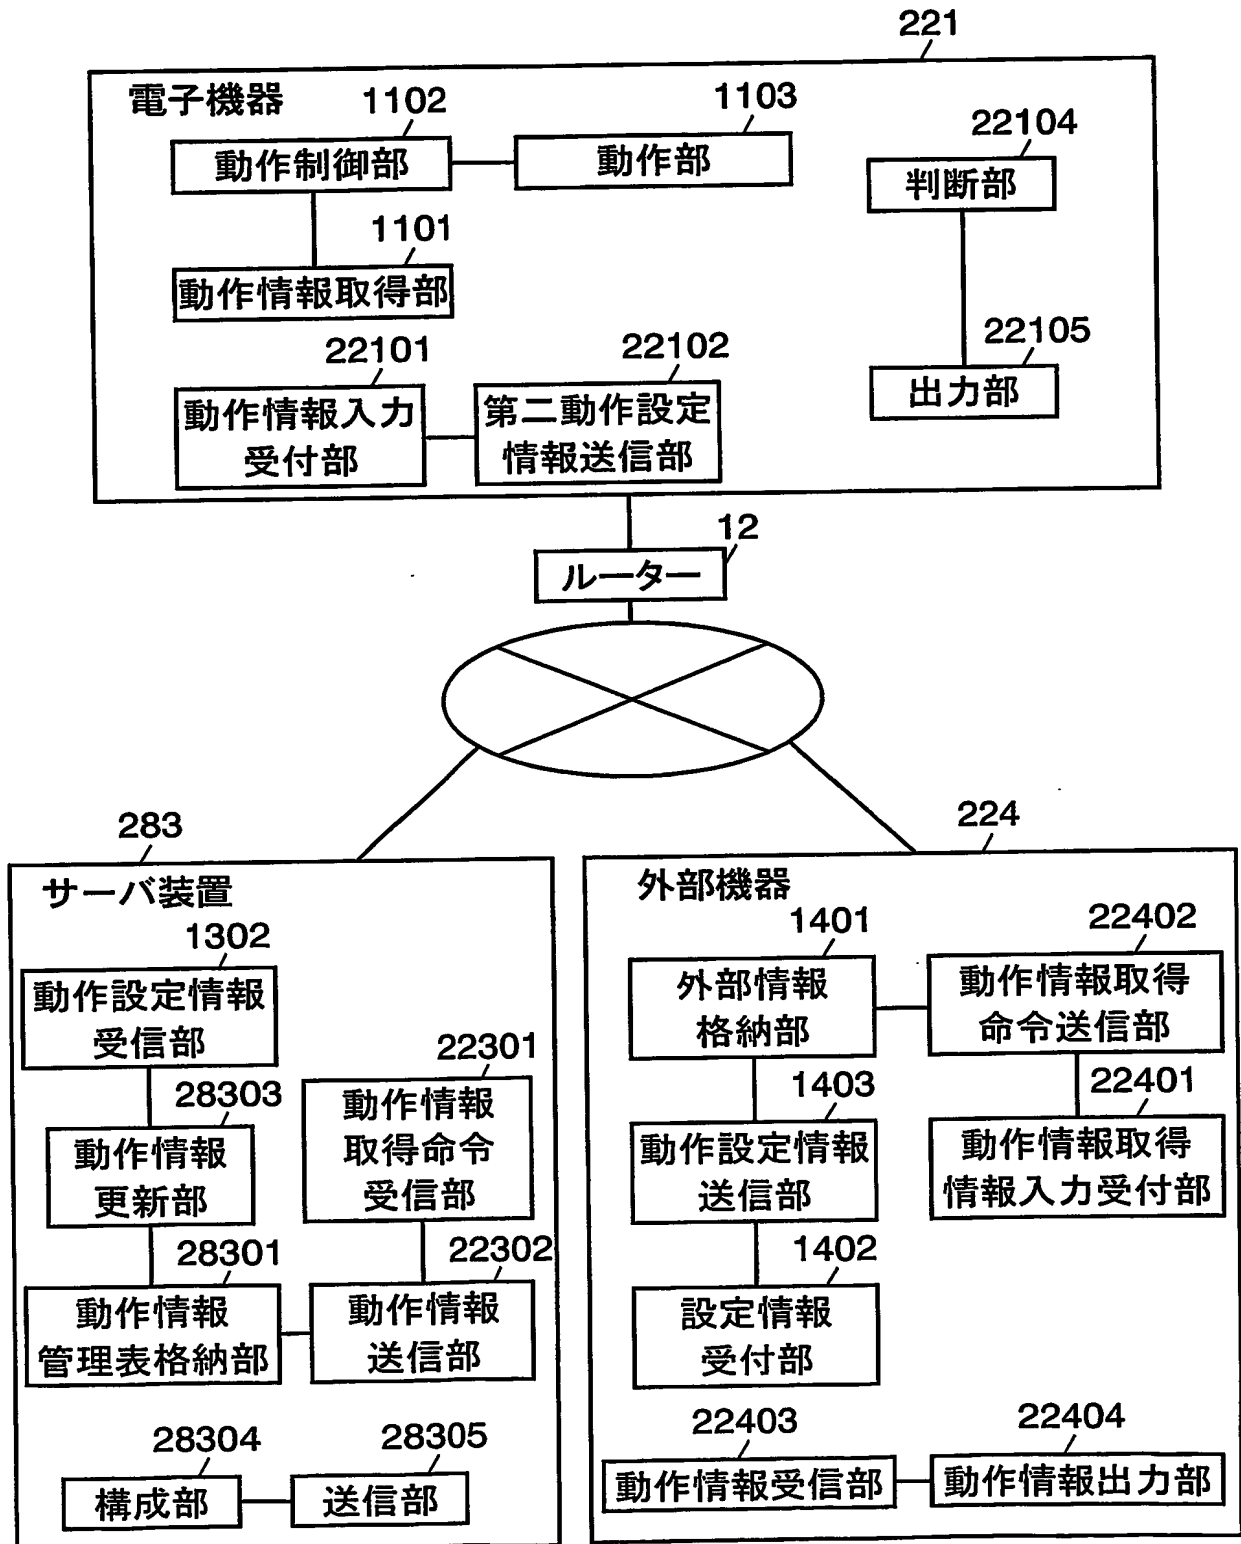 221
電子機器
1102
1103
動作制御部
動作部
22104
判断部
1101
動作情報取得部
22101
22102
22105
動作情報入力
受付部
第二動作設定
情報送信部
出力部
12
ルーター
283
サーバ装置
1302
動作設定情報
受信部
22301
28303
動作情報
取得命令
受信部
動作情報
更新部
28301
22302
動作情報
管理表格納部
動作情報
送信部
28304
28305
構成部
送信部
224
外部機器
1401
22402
外部情報
格納部
動作情報取得
命令送信部
1403
22401
動作設定情報
送信部
動作情報取得
情報入力受付部
1402
設定情報
受付部
22403
22404
動作情報受信部
動作情報出力部